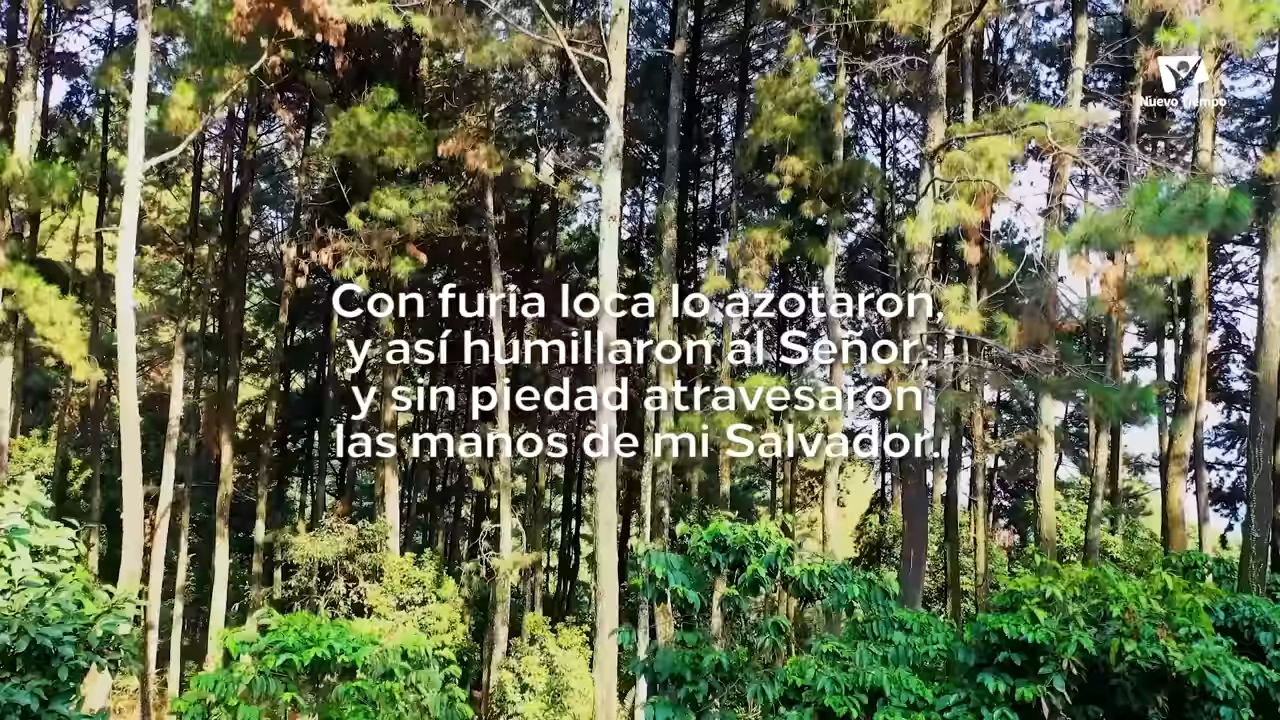 Nuevo Tiempo
Con furia loca lo azotaron,
y así humillaron al Señor.
y sin piedad atravesaron
las manos de mi Salvador.